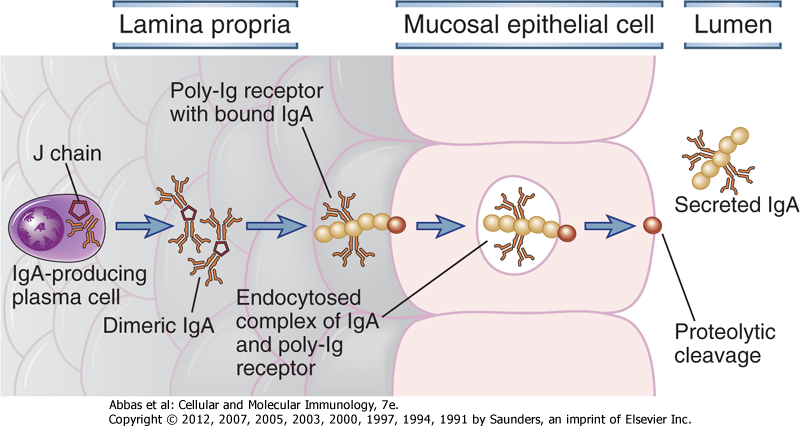 Lamina propria
Mucosal epithelial cell
Lumen
Poly-Ig receptor
with bound IgA
J chain
Secreted IgA
IgA-producing
plasma cell
Dimeric IgA
Endocytosed
complex of IgA
and poly-Ig
receptor
Proteolytic
cleavage
Abbas et al: Cellular and Molecular Immunology, 7e.
Copyright © 2012, 2007, 2005, 2003, 2000, 1997, 1994, 1991 by Saunders, an imprint of Elsevier Inc.